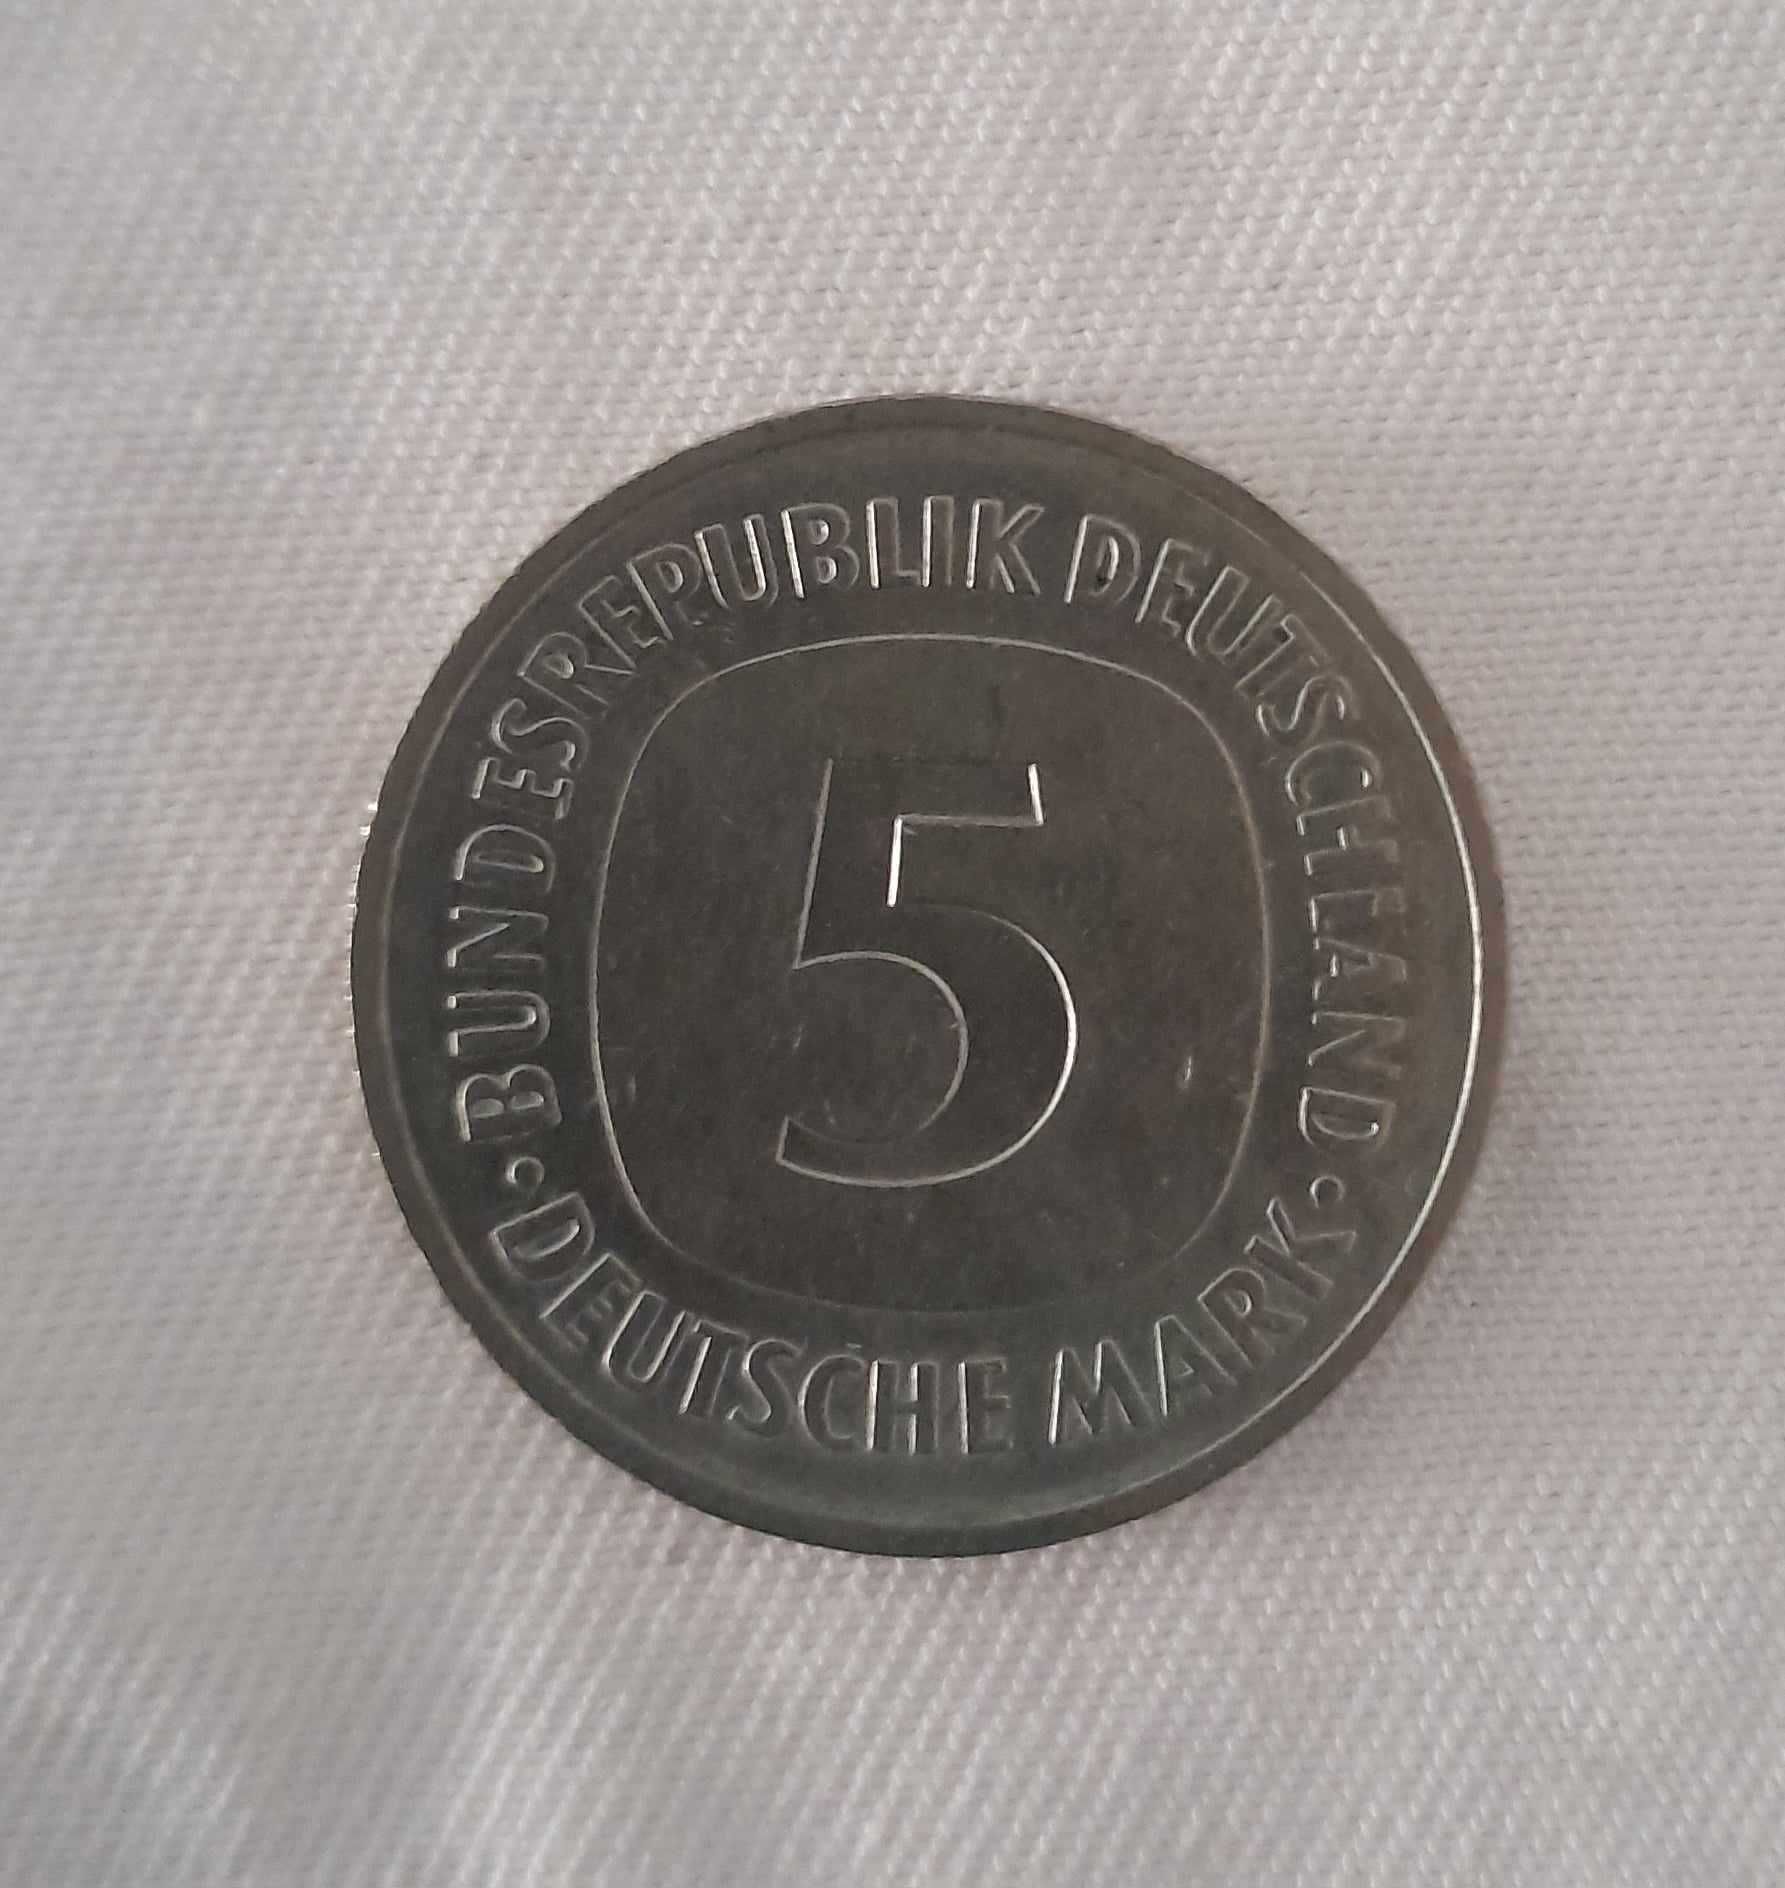 BUNDESREPUBLIK DEUTSCHLAND
5
DEUTSCHE MARK